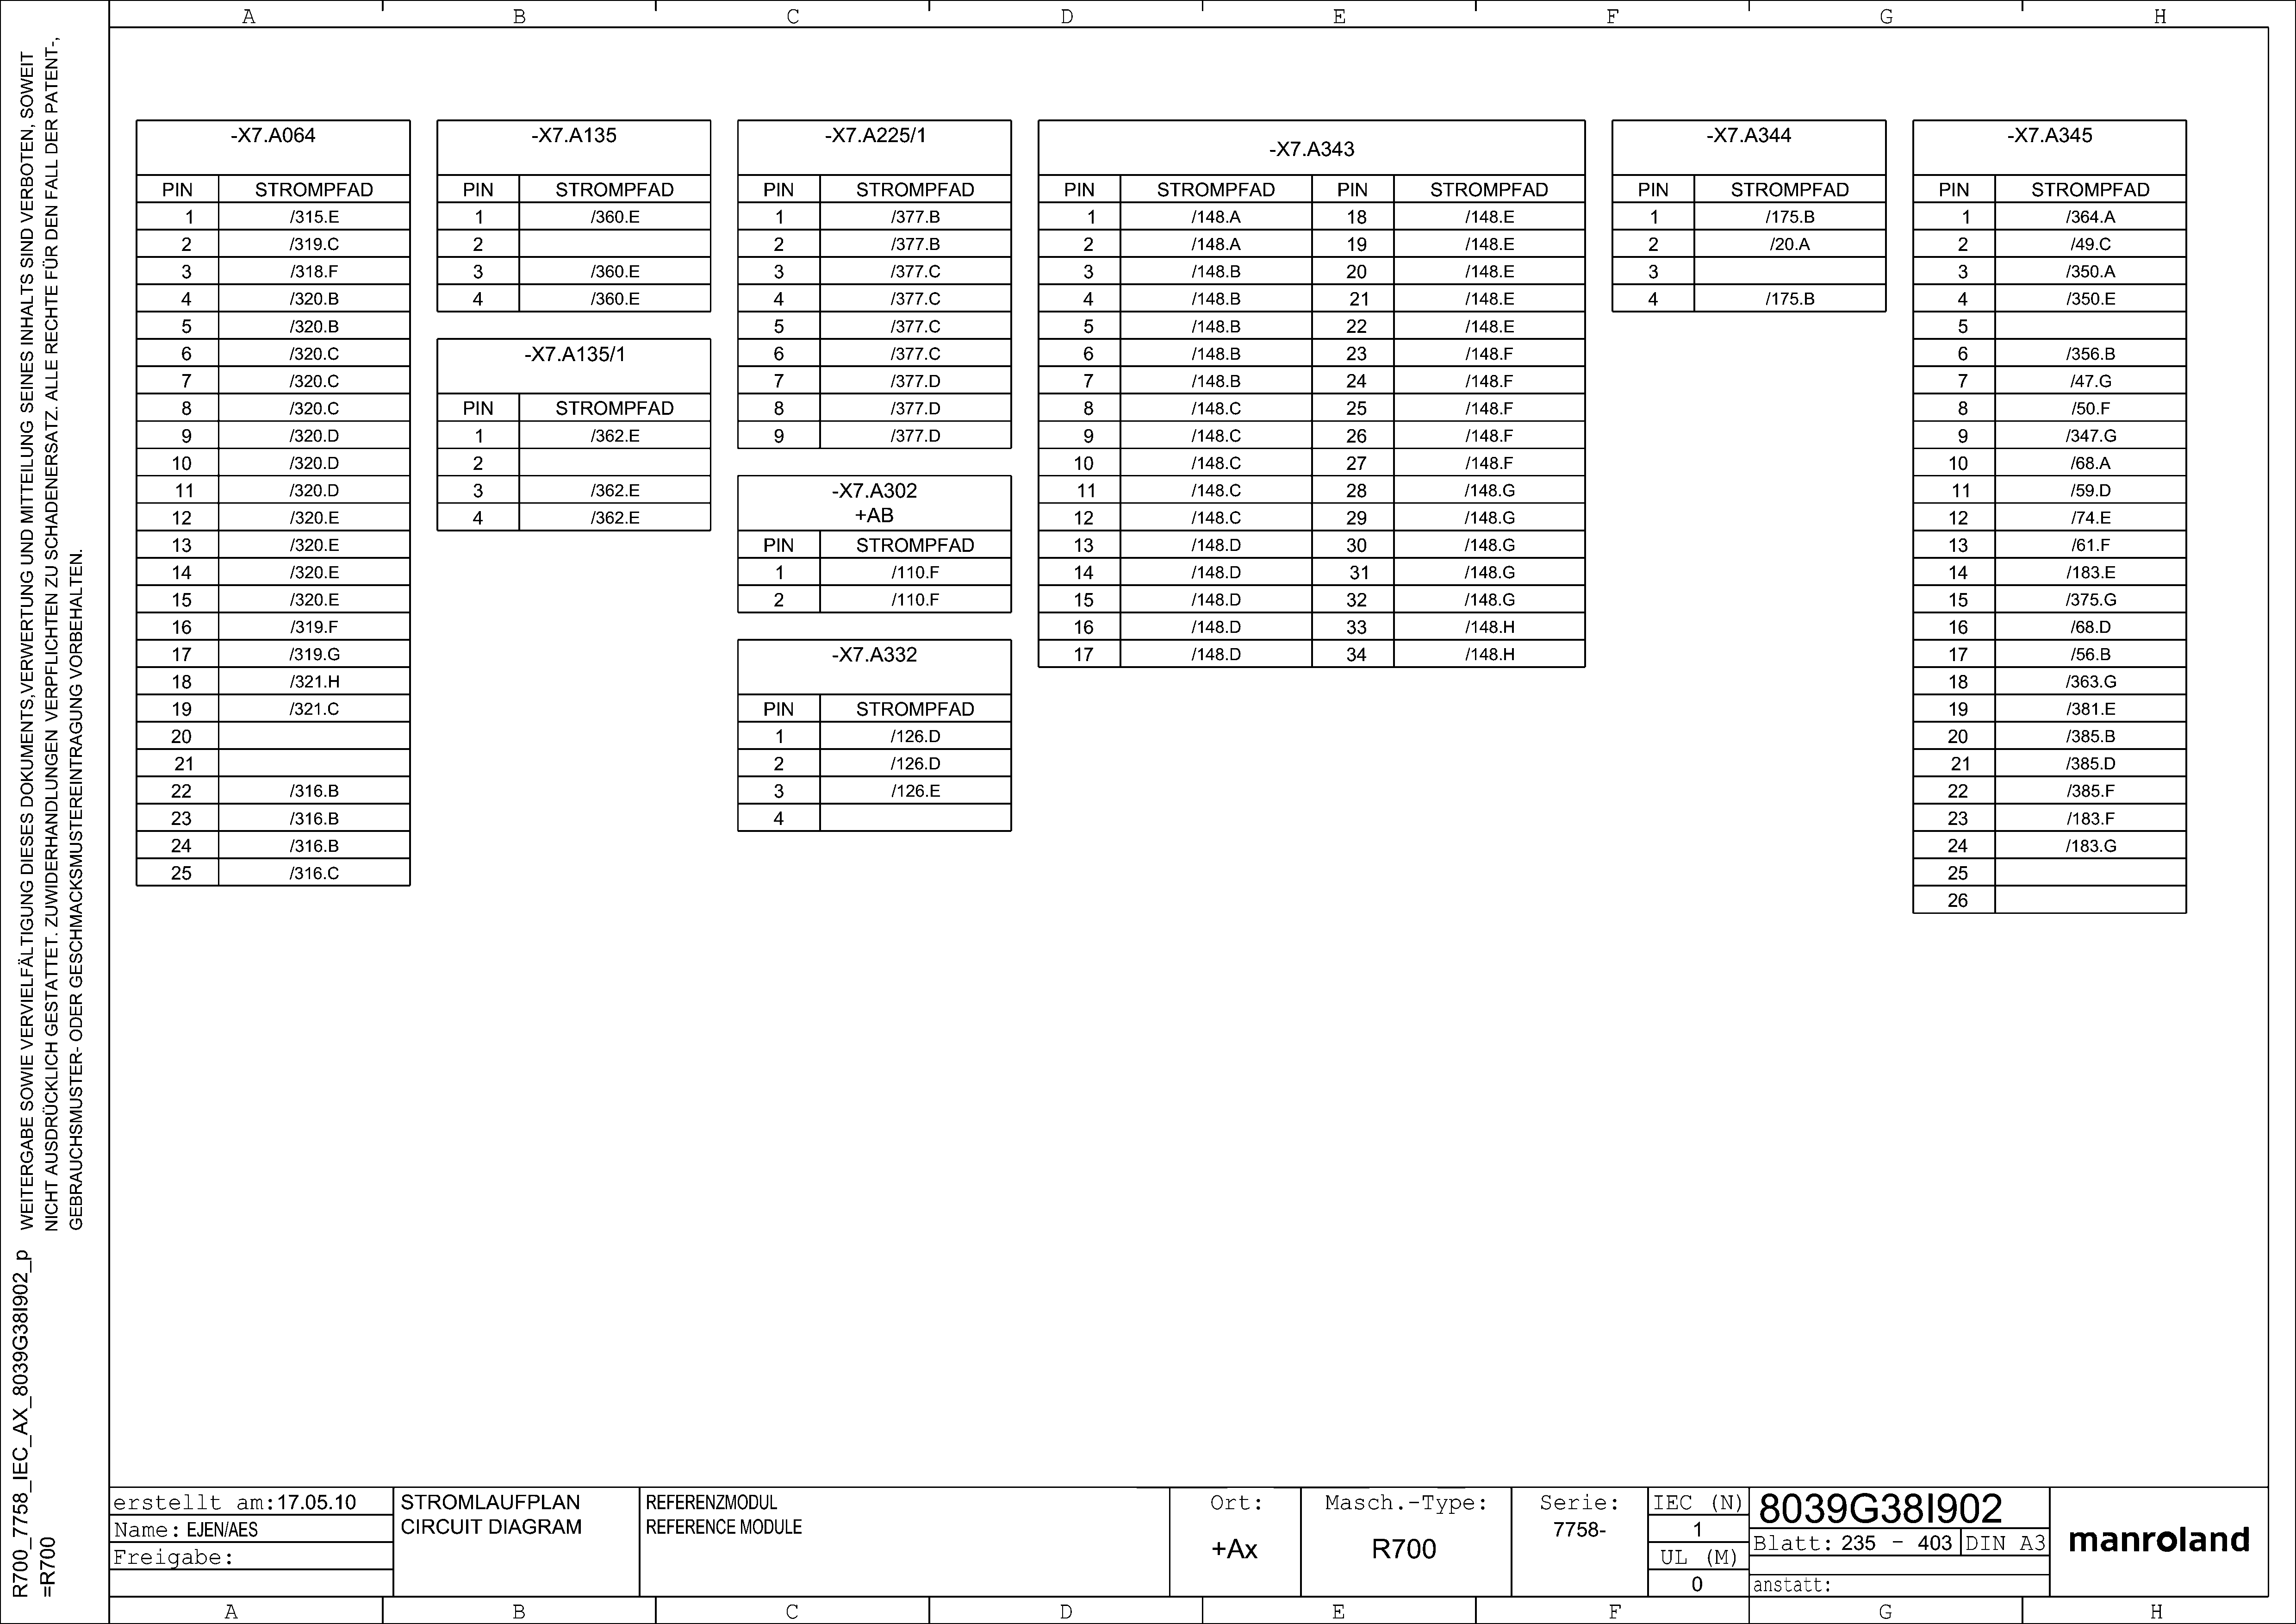 A B C D E F G H
-X7.A064
PIN STROMPFAD
1 /315.E
2 /319.C
3 /318.F
4 /320.B
5 /320.B
6 /320.C
7 /320.C
8 /320.C
9 /320.D
10 /320.D
11 /320.D
12 /320.E
13 /320.E
14 /320.E
15 /320.E
16 /319.F
17 /319.G
18 /321.H
19 /321.C
20
21
22 /316.B
23 /316.B
24 /316.B
25 /316.C
-X7.A135
PIN STROMPFAD
1 /360.E
2
3 /360.E
4 /360.E
-X7.A135/1
PIN STROMPFAD
1 /362.E
2
3 /362.E
4 /362.E
-X7.A225/1
PIN STROMPFAD
1 /377.B
2 /377.B
3 /377.C
4 /377.C
5 /377.C
6 /377.C
7 /377.D
8 /377.D
9 /377.D
-X7.A302
+AB
PIN STROMPFAD
1 /110.F
2 /110.F
-X7.A332
PIN STROMPFAD
1 /126.D
2 /126.D
3 /126.E
4
-X7.A343
PIN STROMPFAD PIN STROMPFAD
1 /148.A 18 /148.E
2 /148.A 19 /148.E
3 /148.B 20 /148.E
4 /148.B 21 /148.E
5 /148.B 22 /148.E
6 /148.B 23 /148.F
7 /148.B 24 /148.F
8 /148.C 25 /148.F
9 /148.C 26 /148.F
10 /148.C 27 /148.F
11 /148.C 28 /148.G
12 /148.C 29 /148.G
13 /148.D 30 /148.G
14 /148.D 31 /148.G
15 /148.D 32 /148.G
16 /148.D 33 /148.H
17 /148.D 34 /148.H
-X7.A344
PIN STROMPFAD
1 /175.B
2 /20.A
3
4 /175.B
-X7.A345
PIN STROMPFAD
1 /364.A
2 /49.C
3 /350.A
4 /350.E
5
6 /356.B
7 /47.G
8 /50.F
9 /347.G
10 /68.A
11 /59.D
12 /74.E
13 /61.F
14 /183.E
15 /375.G
16 /68.D
17 /56.B
18 /363.G
19 /381.E
20 /385.B
21 /385.D
22 /385.F
23 /183.F
24 /183.G
25
26
WEITERGABE SOWIE VERVIELFÄLTIGUNG DIESES DOKUMENTS,VERWERTUNG UND MITTEILUNG SEINES INHALTS SIND VERBOTEN, SOWEIT
NICHT AUSDRÜCKLICH GESTATTET. ZUWIDERHANDLUNGEN VERPFLICHTEN ZU SCHADENERSATZ. ALLE RECHTE FÜR DEN FALL DER PATENT-,
GEBRAUCHSMUSTER- ODER GESCHMACKSMUSTEREINTRAGUNG VORBEHALTEN.
R700_7758_IEC_AX_8039G38I902_p
=R700
erstellt am:17.05.10
Name: EJEN/AES
Freigabe:
STROMLAUFPLAN
CIRCUIT DIAGRAM
REFERENZMODUL
REFERENCE MODULE
Ort:
+Ax
Masch.-Type:
R700
Serie:
7758-
IEC (N)
1
UL (M)
0
8039G38I902
Blatt: 235 - 403 DIN A3
anstatt:
manroland
A B C D E F G H